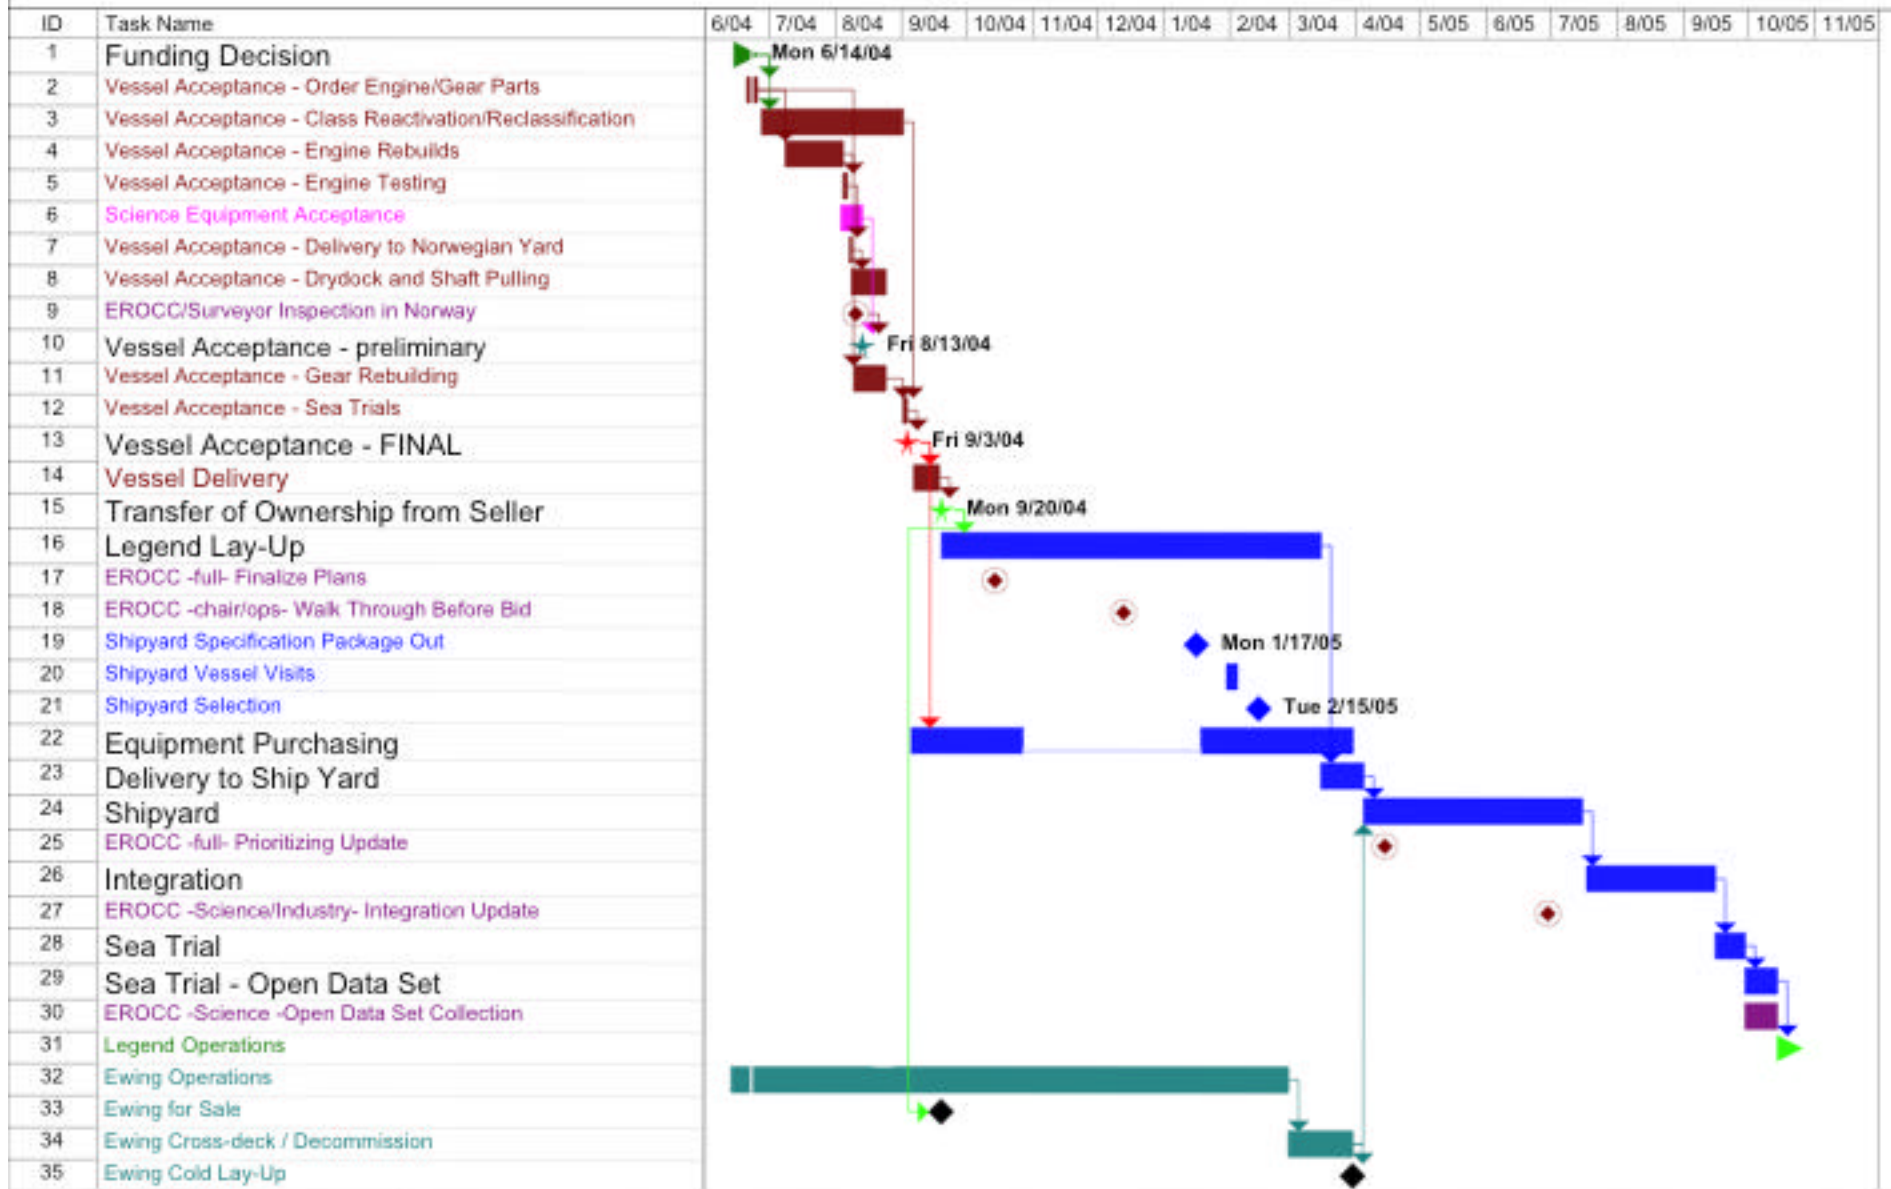 ID Task Name 6/04 7/04 8/04 9/04 10/04 11/04 12/04 1/04 2/04 3/04 4/04 5/05 6/05 7/05 8/05 9/05 10/05 11/05
1 Funding Decision Mon 6/14/04
2 Vessel Acceptance - Order Engine/Gear Parts
3 Vessel Acceptance - Class Reactivation/Reclassification
4 Vessel Acceptance - Engine Rebuilds
5 Vessel Acceptance - Engine Testing
6 Science Equipment Acceptance
7 Vessel Acceptance - Delivery to Norwegian Yard
8 Vessel Acceptance - Drydock and Shaft Pulling
9 EROCC/Surveyor Inspection in Norway
10 Vessel Acceptance - preliminary Fri 8/13/04
11 Vessel Acceptance - Gear Rebuilding
12 Vessel Acceptance - Sea Trials
13 Vessel Acceptance - FINAL Fri 9/3/04
14 Vessel Delivery
15 Transfer of Ownership from Seller Mon 9/20/04
16 Legend Lay-Up
17 EROCC -full- Finalize Plans
18 EROCC -chair/ops- Walk Through Before Bid
19 Shipyard Specification Package Out Mon 1/17/05
20 Shipyard Vessel Visits
21 Shipyard Selection Tue 2/15/05
22 Equipment Purchasing
23 Delivery to Ship Yard
24 Shipyard
25 EROCC -full- Prioritizing Update
26 Integration
27 EROCC -Science/Industry- Integration Update
28 Sea Trial
29 Sea Trial - Open Data Set
30 EROCC -Science -Open Data Set Collection
31 Legend Operations
32 Ewing Operations
33 Ewing for Sale
34 Ewing Cross-deck / Decommission
35 Ewing Cold Lay-Up